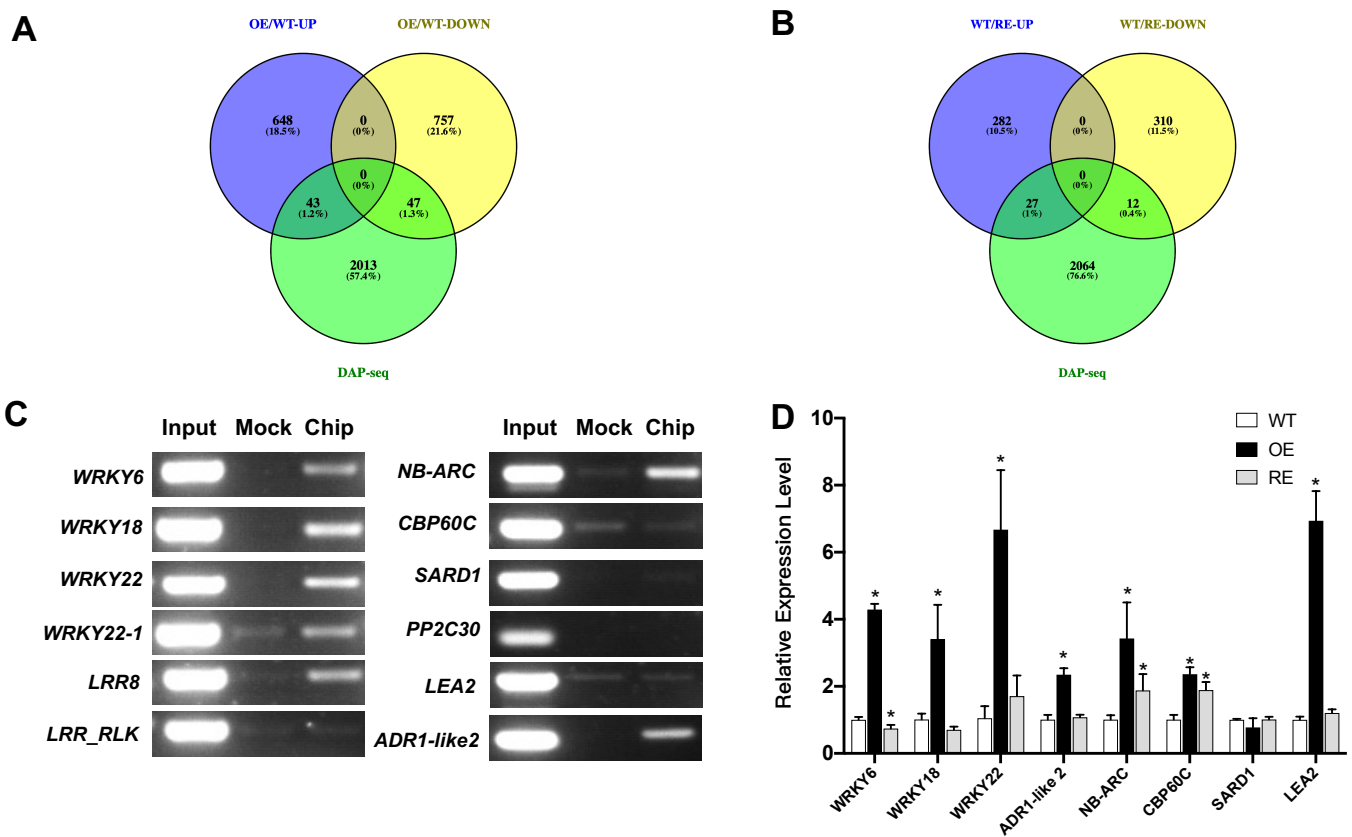 A
OE/WT-UP
OE/WT-DOWN
648
(18.5%)
0
(0%)
757
(21.6%)
0
(0%)
43
(1.2%)
47
(1.3%)
2013
(57.4%)
DAP-seq
B
WT/RE-UP
WT/RE-DOWN
282
(10.5%)
0
(0%)
310
(11.5%)
0
(0%)
27
(1%)
12
(0.4%)
2064
(76.6%)
DAP-seq
C
Input Mock Chip
WRKY6
WRKY18
WRKY22
WRKY22-1
LRR8
LRR_RLK
Input Mock Chip
NB-ARC
CBP60C
SARD1
PP2C30
LEA2
ADR1-like2
D
Relative Expression Level
10
8
6
4
2
0
WT
OE
RE
* * * * * * * * * *
WRKY6
WRKY18
WRKY22
ADR1-like 2
NB-ARC
CBP60C
SARD1
LEA2